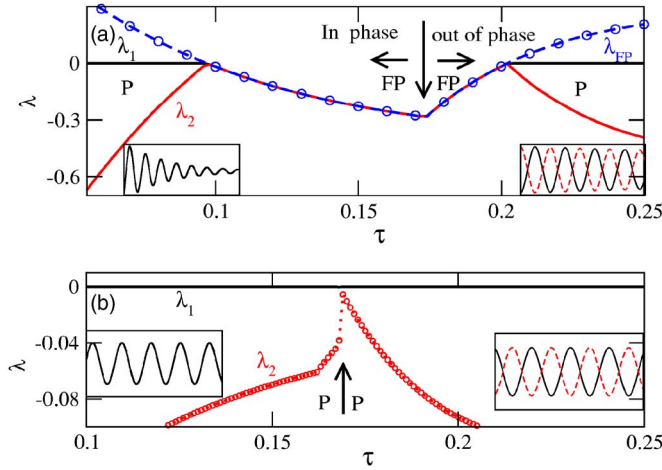 (a)
In phase
out of phase
λ₁
λFP
0
P
FP
FP
P
λ
-0.3
λ₂
-0.6
0.1
0.15
0.2
0.25
τ
0
(b)
λ₁
λ
-0.04
λ₂
-0.08
P
P
0.1
0.15
0.2
0.25
τ